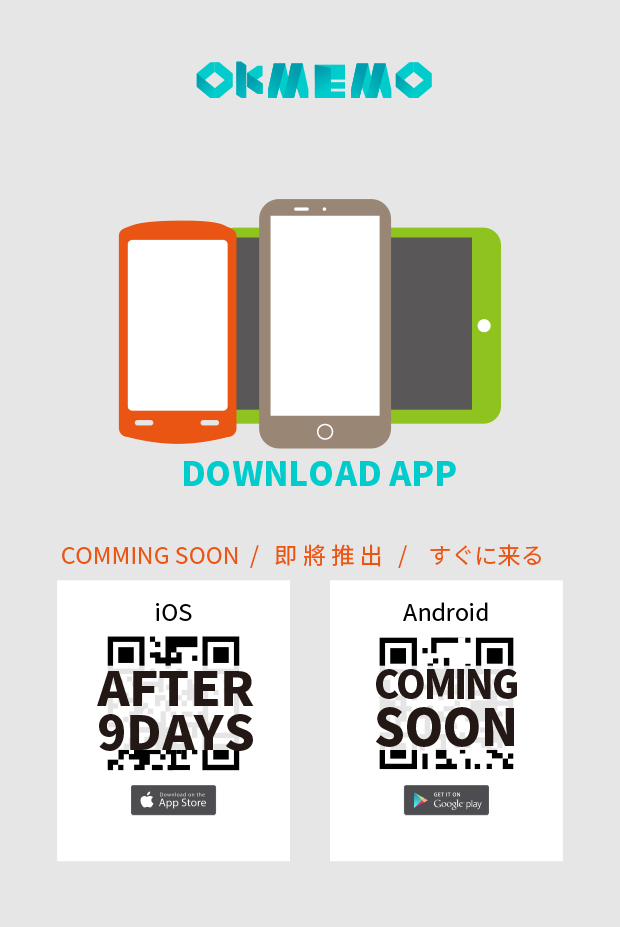 OKMEMO
DOWNLOAD APP
COMMING SOON / 即將推出 / すぐに来る
iOS
AFTER
9DAYS
Download on the
App Store
Android
COMING
SOON
GET IT ON
Google play